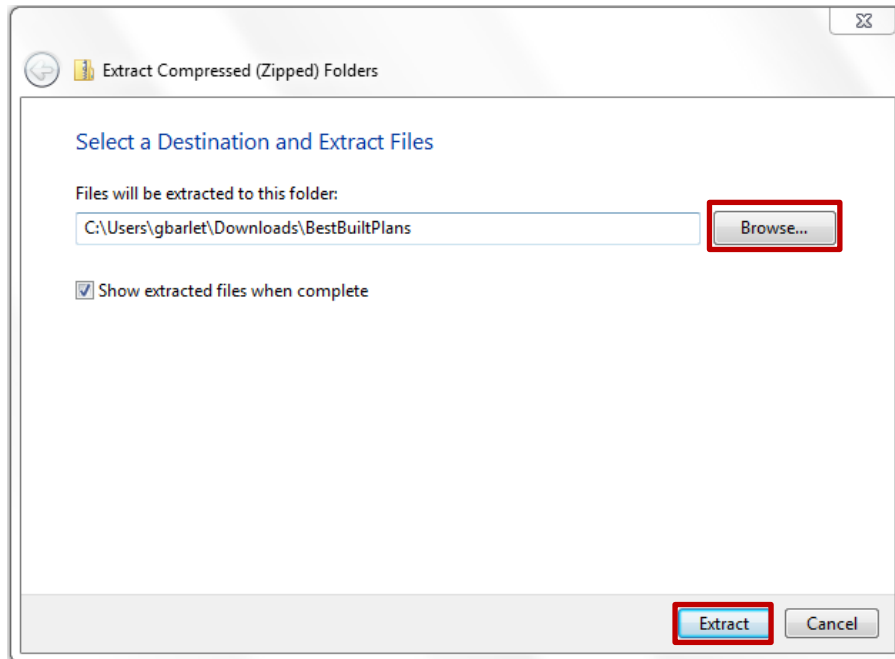 Extract Compressed (Zipped) Folders
Select a Destination and Extract Files
Files will be extracted to this folder:
C:\Users\gbarlet\Downloads\BestBuiltPlans
Browse...
Show extracted files when complete
Extract
Cancel